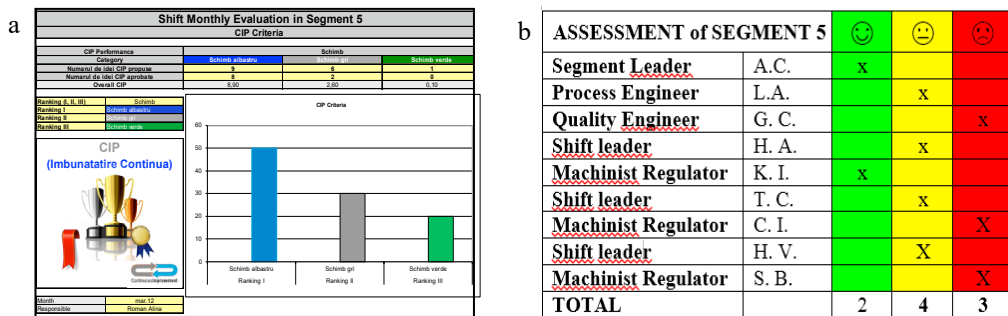 a
Shift Monthly Evaluation in Segment 5
CIP Criteria
CIP Performance Schimb
Category Schimb albastru Schimb gri Schimb verde
Numarul de idei CIP propuse 9 6 1
Numarul de idei CIP aprobate 8 2 0
Overall CIP 8,90 2,60 0,10
Ranking (I, II, III) Schimb
Ranking I Schimb albastru
Ranking II Schimb gri
Ranking III Schimb verde
CIP
(Imbunatatire Continua)
ContinuousImprovement
CIP Criteria
60
50
40
30
20
10
0
Schimb albastru Schimb gri Schimb verde
Ranking I Ranking II Ranking III
Month mar.12
Responsible Roman Alina
b
ASSESSMENT of SEGMENT 5
Segment Leader A.C. x
Process Engineer L.A. x
Quality Engineer G. C. x
Shift leader H. A. x
Machinist Regulator K. I. x
Shift leader T. C. x
Machinist Regulator C. I. X
Shift leader H. V. X
Machinist Regulator S. B. X
TOTAL 2 4 3